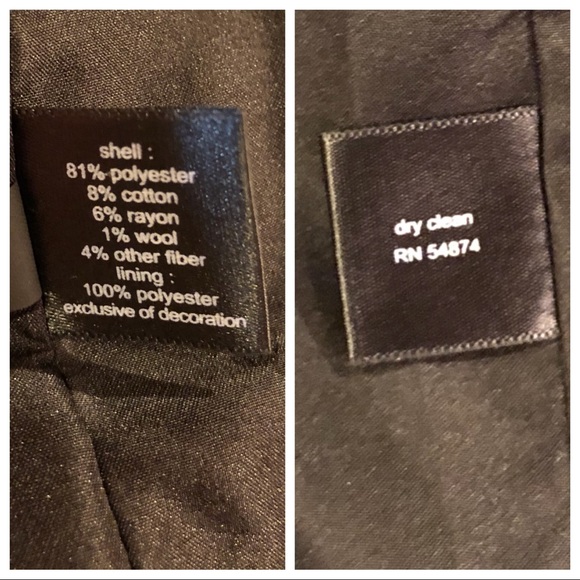 shell :
81% polyester
8% cotton
6% rayon
1% wool
4% other fiber
lining :
100% polyester
exclusive of decoration
dry clean
RN 54874